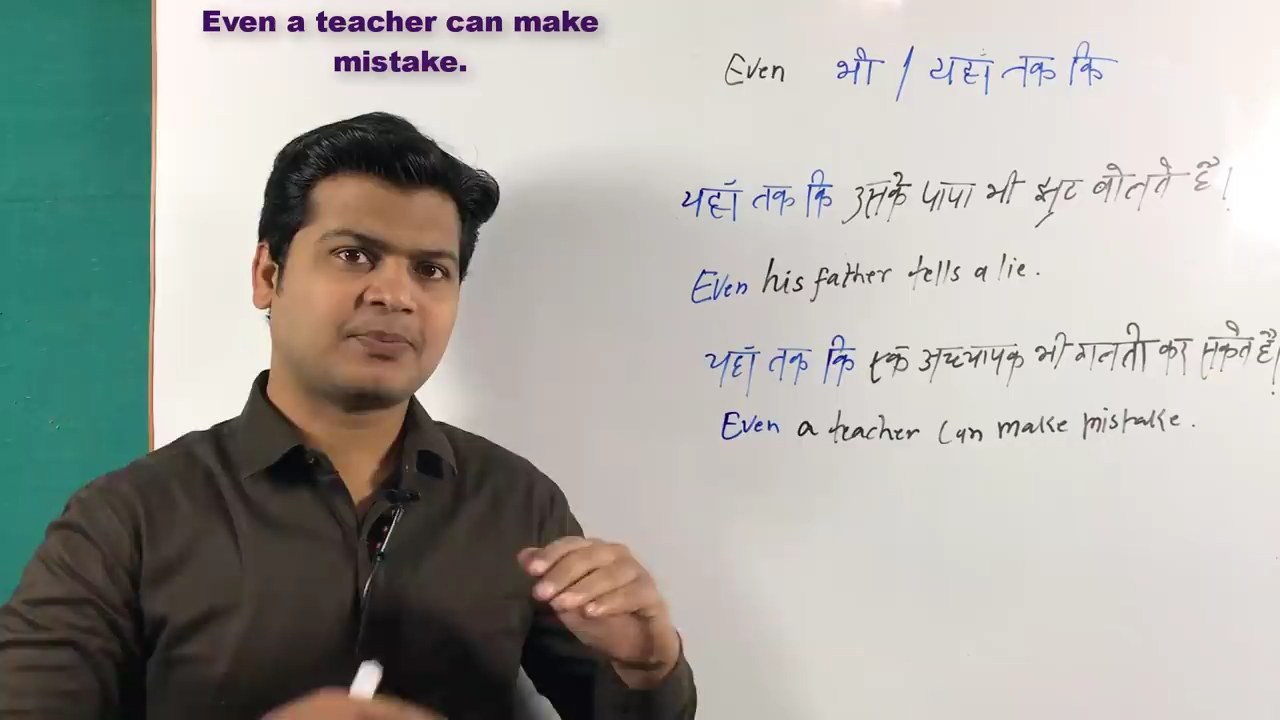 Even a teacher can make
mistake.
Even भी / यहाँ तक कि
यहाँ तक कि उसके पापा भी झूट बोलते है।
Even his father tells a lie.
यहाँ तक कि एक अध्यापक भी गलती कर सकते है।
Even a teacher can make mistake.